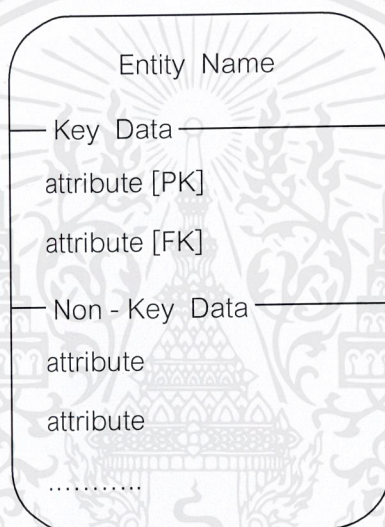 Entity Name
Key Data
attribute [PK]
attribute [FK]
Non - Key Data
attribute
attribute
...........